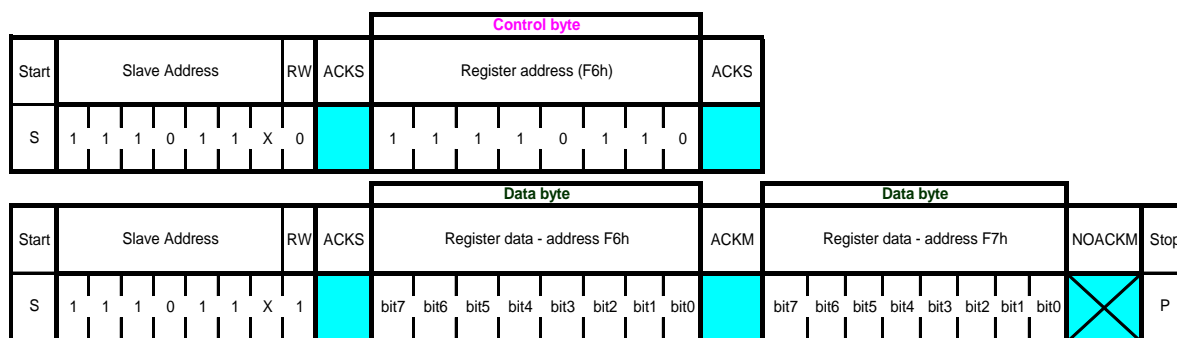 Control byte
Start Slave Address RW ACKS Register address (F6h) ACKS
S 1 1 1 0 1 1 X 0 1 1 1 1 0 1 1 0
Data byte Data byte
Start Slave Address RW ACKS Register data - address F6h ACKM Register data - address F7h NOACKM Stop
S 1 1 1 0 1 1 X 1 bit7 bit6 bit5 bit4 bit3 bit2 bit1 bit0 bit7 bit6 bit5 bit4 bit3 bit2 bit1 bit0 P